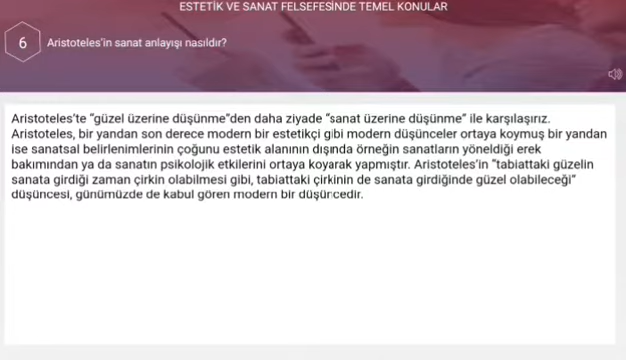 ESTETİK VE SANAT FELSEFESİNDE TEMEL KONULAR
6 Aristoteles'in sanat anlayışı nasıldır?
Aristoteles'te "güzel üzerine düşünme"den daha ziyade "sanat üzerine düşünme" ile karşılaşırız.
Aristoteles, bir yandan son derece modern bir estetikçi gibi modern düşünceler ortaya koymuş bir yandan
ise sanatsal belirlenimlerinin çoğunu estetik alanının dışında örneğin sanatların yöneldiği erek
bakımından ya da sanatın psikolojik etkilerini ortaya koyarak yapmıştır. Aristoteles'in "tabiattaki güzelin
sanata girdiği zaman çirkin olabilmesi gibi, tabiattaki çirkinin de sanata girdiğinde güzel olabileceği"
düşüncesi, günümüzde de kabul gören modern bir düşüncedir.